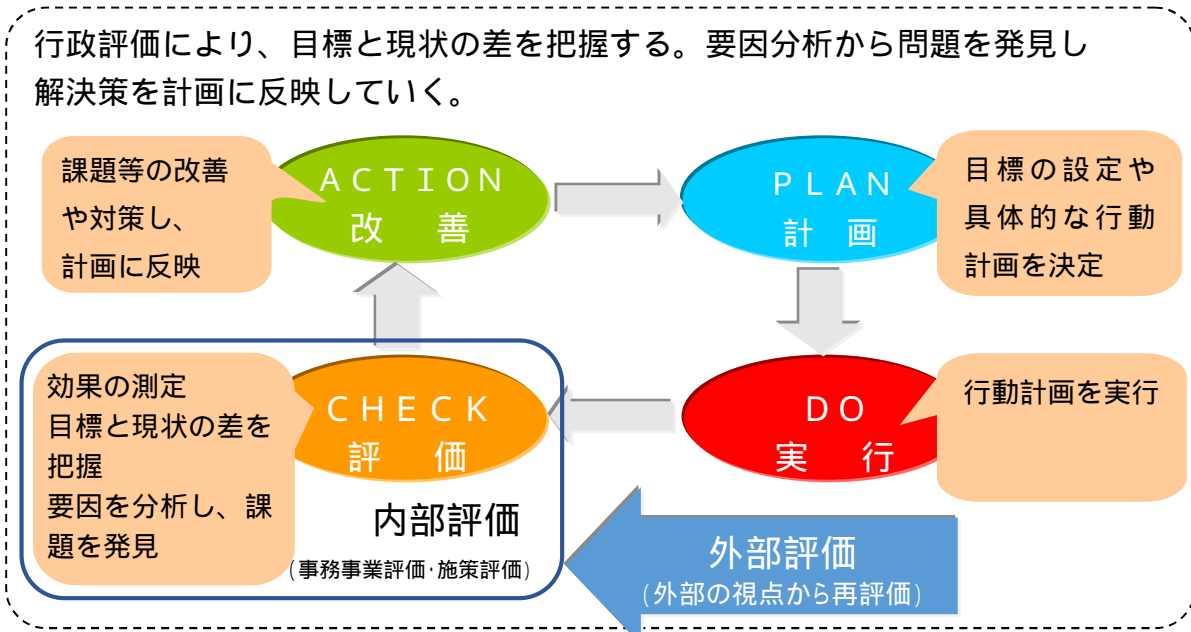 行政評価により、目標と現状の差を把握する。要因分析から問題を発見し
解決策を計画に反映していく。
課題等の改善
や対策し、
計画に反映
ACTION
改　善
PLAN
計　画
目標の設定や
具体的な行動
計画を決定
効果の測定
目標と現状の差を
把握
要因を分析し、課
題を発見
CHECK
評　価
DO
実　行
行動計画を実行
内部評価
(事務事業評価・施策評価)
外部評価
(外部の視点から再評価)